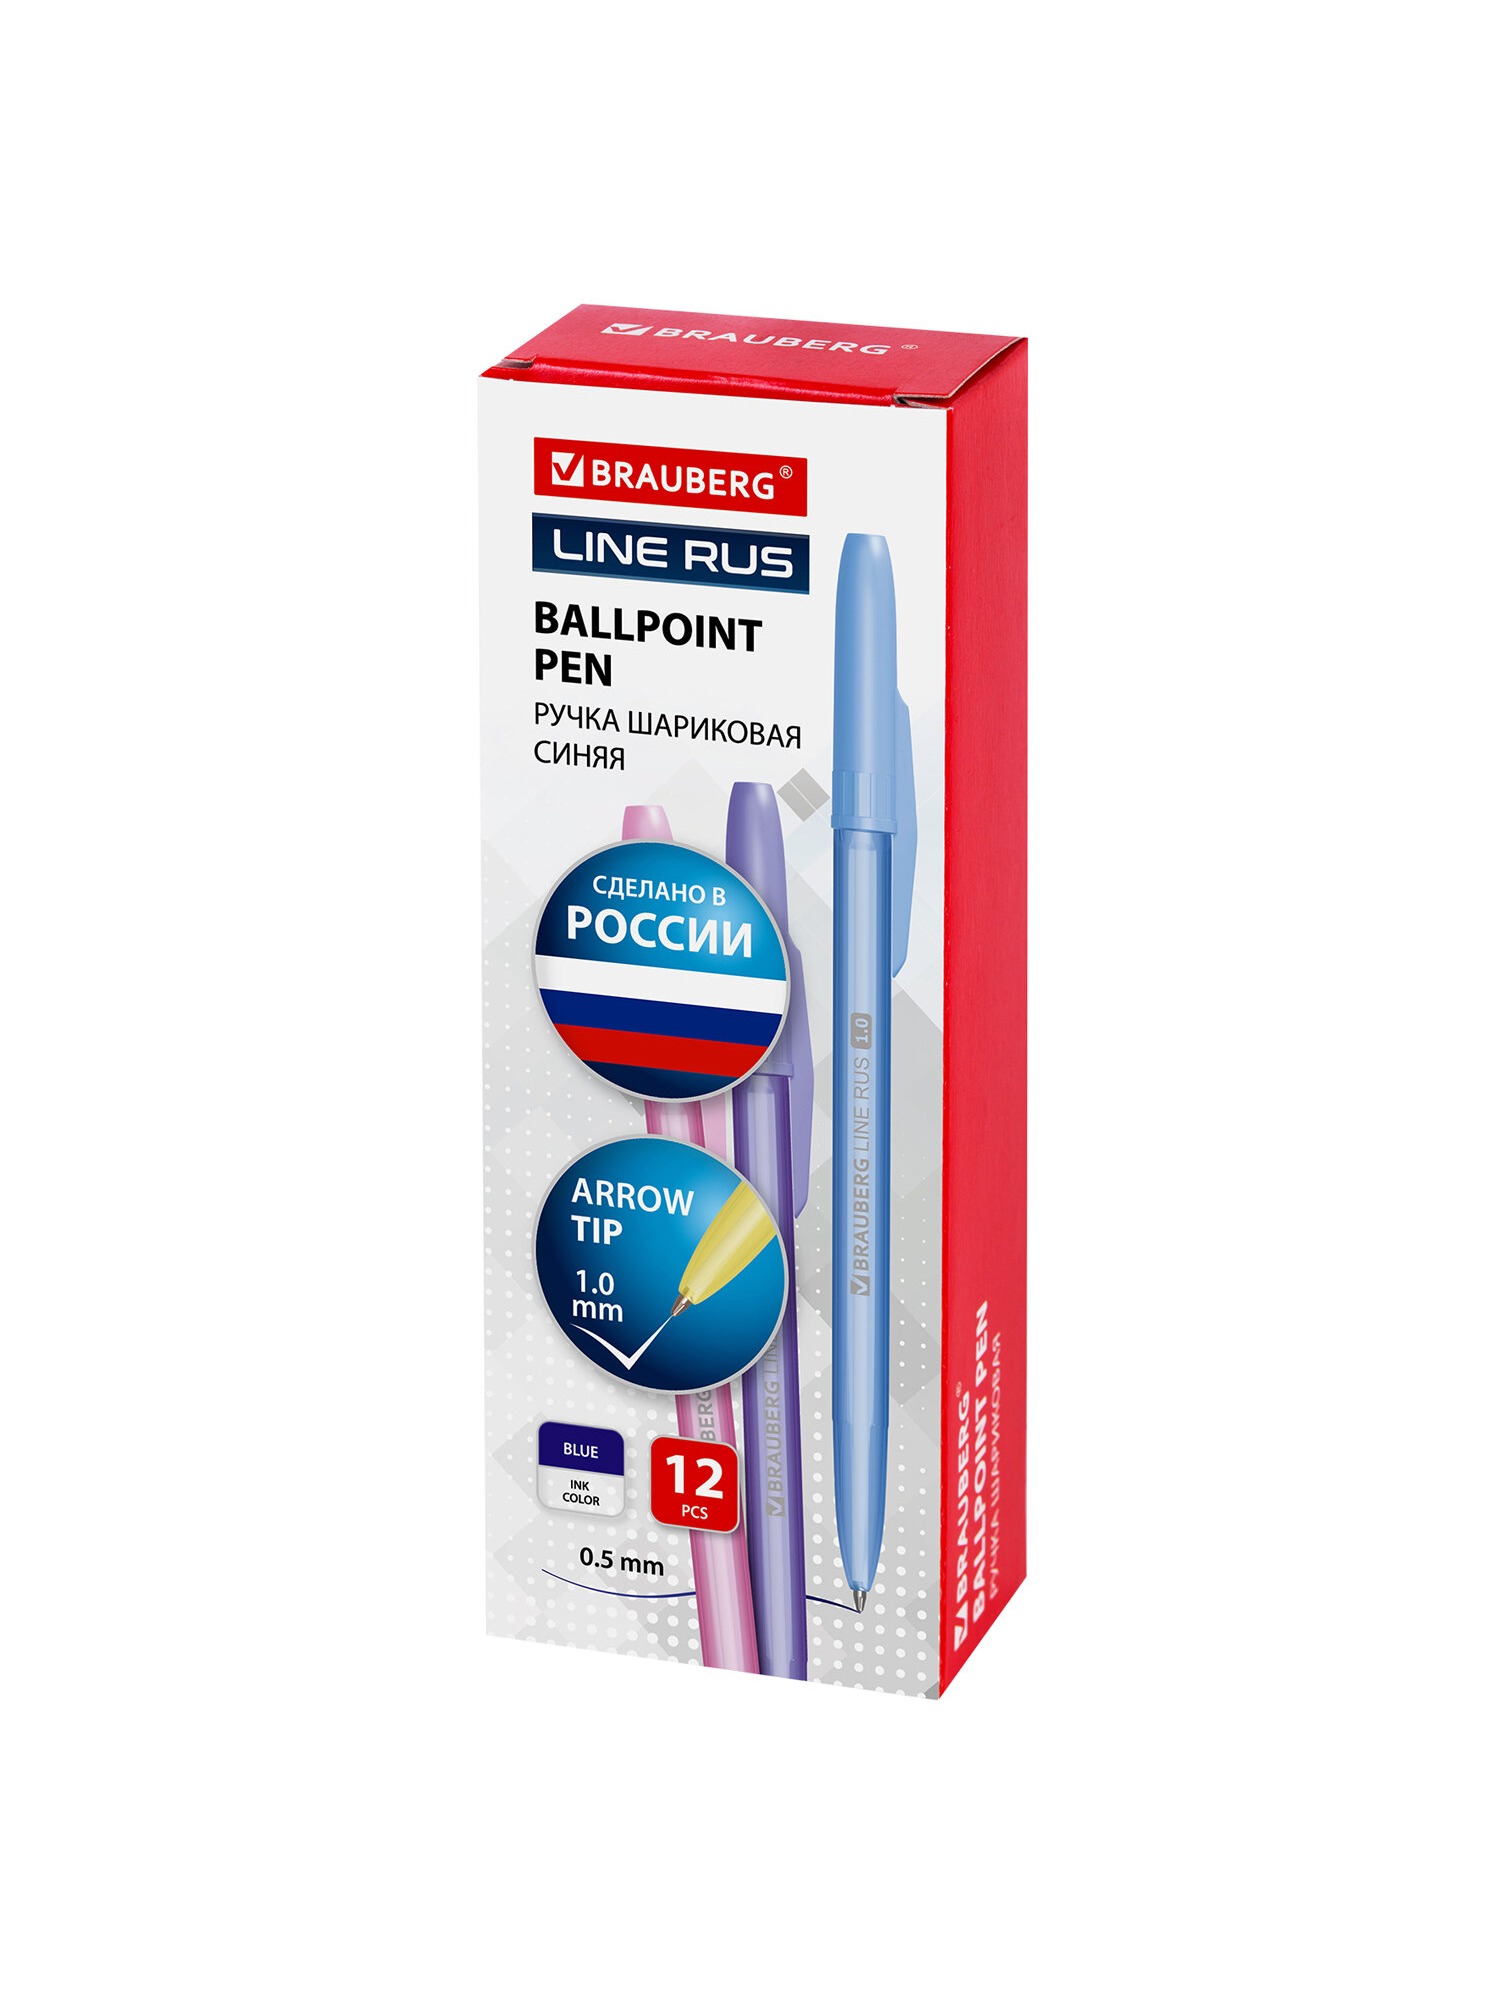 BRAUBERG®
BRAUBERG®
LINE RUS
BALLPOINT
PEN
РУЧКА ШАРИКОВАЯ
СИНЯЯ
СДЕЛАНО В
РОССИИ
ARROW
TIP
1.0
mm
BLUE
INK
COLOR
12
PCS
0.5 mm
BRAUBERG LINE RUS 1.0
BRAUBERG LIN
BERG
BRAUBERG®
BALLPOINT PEN
РУЧКА ШАРИКОВАЯ